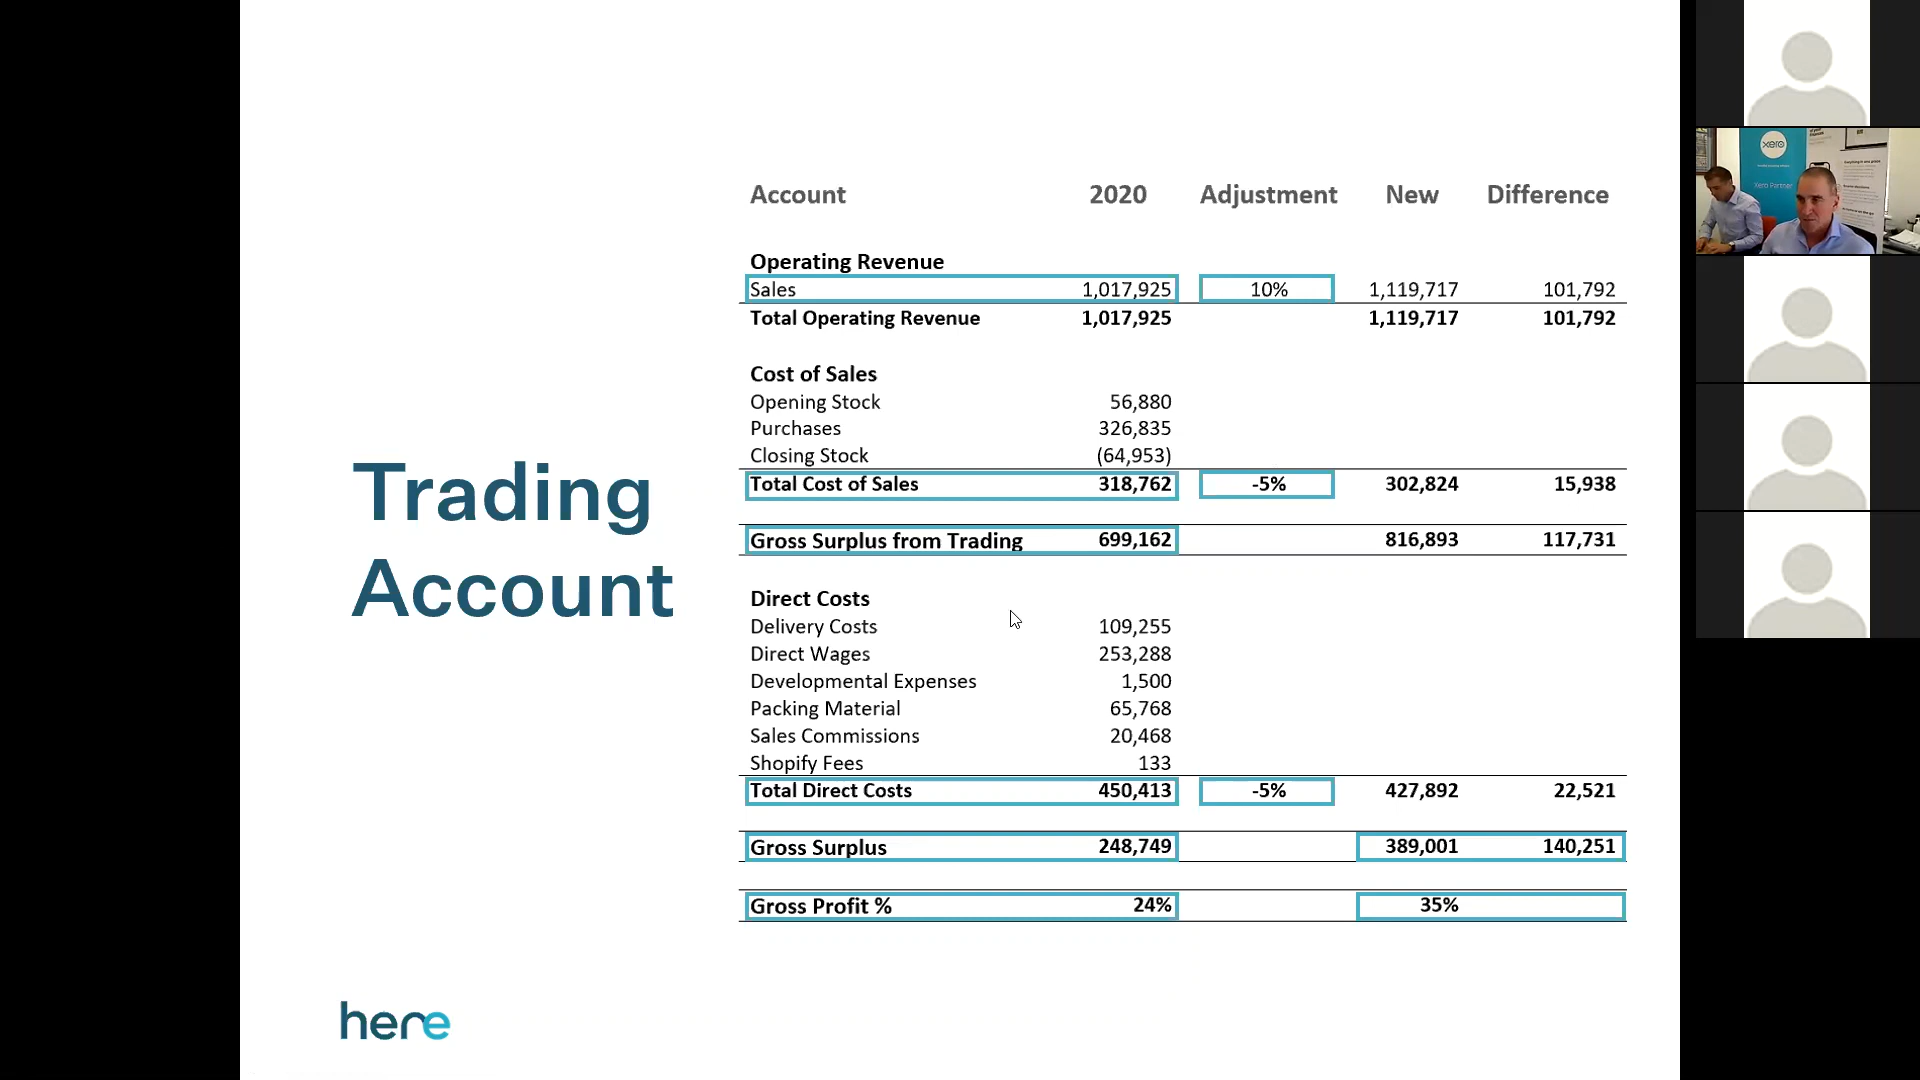 Trading
Account
Account 2020 Adjustment New Difference
Operating Revenue
Sales 1,017,925 10% 1,119,717 101,792
Total Operating Revenue 1,017,925 1,119,717 101,792
Cost of Sales
Opening Stock 56,880
Purchases 326,835
Closing Stock (64,953)
Total Cost of Sales 318,762 -5% 302,824 15,938
Gross Surplus from Trading 699,162 816,893 117,731
Direct Costs
Delivery Costs 109,255
Direct Wages 253,288
Developmental Expenses 1,500
Packing Material 65,768
Sales Commissions 20,468
Shopify Fees 133
Total Direct Costs 450,413 -5% 427,892 22,521
Gross Surplus 248,749 389,001 140,251
Gross Profit % 24% 35%
here
xero
Xero Partner